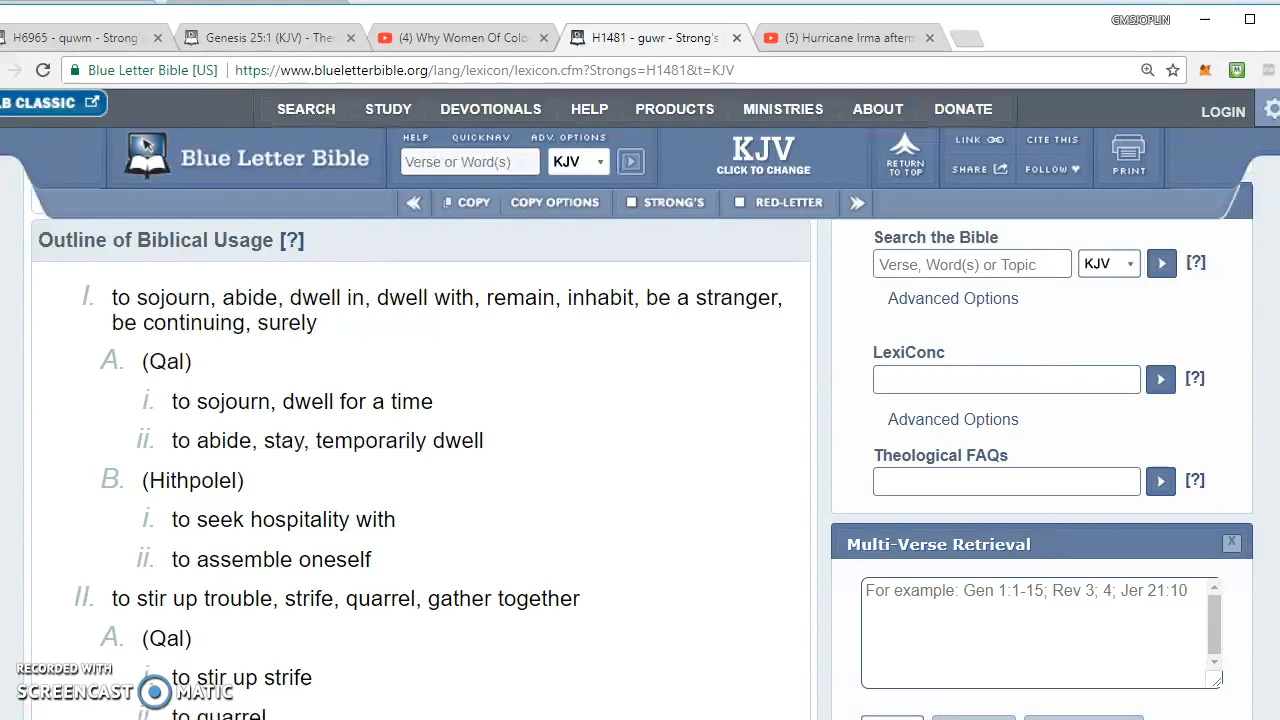 GMSJOPLIN
H6965 - quwm - Strong's
Genesis 25:1 (KJV) - Ther
(4) Why Women Of Colo
H1481 - guwr - Strong's
(5) Hurricane Irma afterm
Blue Letter Bible [US]
https://www.blueletterbible.org/lang/lexicon/lexicon.cfm?Strongs=H1481&t=KJV
LB CLASSIC
SEARCH STUDY DEVOTIONALS HELP PRODUCTS MINISTRIES ABOUT DONATE
LOGIN
Blue Letter Bible
HELP QUICKNAV ADV. OPTIONS
Verse or Word(s) KJV
KJV
CLICK TO CHANGE
RETURN
TO TOP
LINK CITE THIS
SHARE FOLLOW
PRINT
COPY COPY OPTIONS STRONG'S RED-LETTER
Outline of Biblical Usage [?]
I. to sojourn, abide, dwell in, dwell with, remain, inhabit, be a stranger,
be continuing, surely
A. (Qal)
i. to sojourn, dwell for a time
ii. to abide, stay, temporarily dwell
B. (Hithpolel)
i. to seek hospitality with
ii. to assemble oneself
II. to stir up trouble, strife, quarrel, gather together
A. (Qal)
i. to stir up strife
ii. to quarrel
Search the Bible
Verse, Word(s) or Topic KJV [?]
Advanced Options
LexiConc
[?]
Advanced Options
Theological FAQs
[?]
Multi-Verse Retrieval X
For example: Gen 1:1-15; Rev 3; 4; Jer 21:10
RECORDED WITH
SCREENCAST MATIC